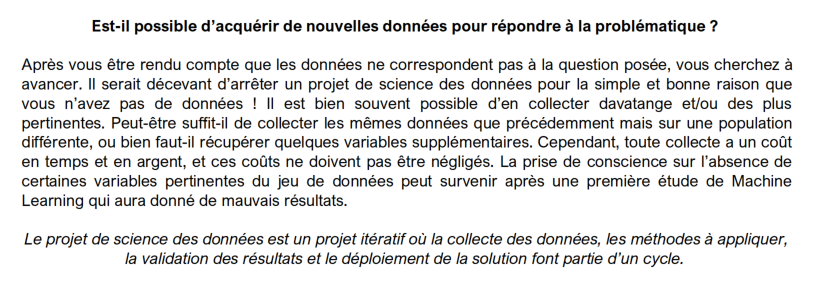 Est-il possible d’acquérir de nouvelles données pour répondre à la problématique ?
Après vous être rendu compte que les données ne correspondent pas à la question posée, vous cherchez à
avancer. Il serait décevant d’arrêter un projet de science des données pour la simple et bonne raison que
vous n’avez pas de données ! Il est bien souvent possible d’en collecter davatange et/ou des plus
pertinentes. Peut-être suffit-il de collecter les mêmes données que précédemment mais sur une population
différente, ou bien faut-il récupérer quelques variables supplémentaires. Cependant, toute collecte a un coût
en temps et en argent, et ces coûts ne doivent pas être négligés. La prise de conscience sur l’absence de
certaines variables pertinentes du jeu de données peut survenir après une première étude de Machine
Learning qui aura donné de mauvais résultats.
Le projet de science des données est un projet itératif où la collecte des données, les méthodes à appliquer,
la validation des résultats et le déploiement de la solution font partie d’un cycle.